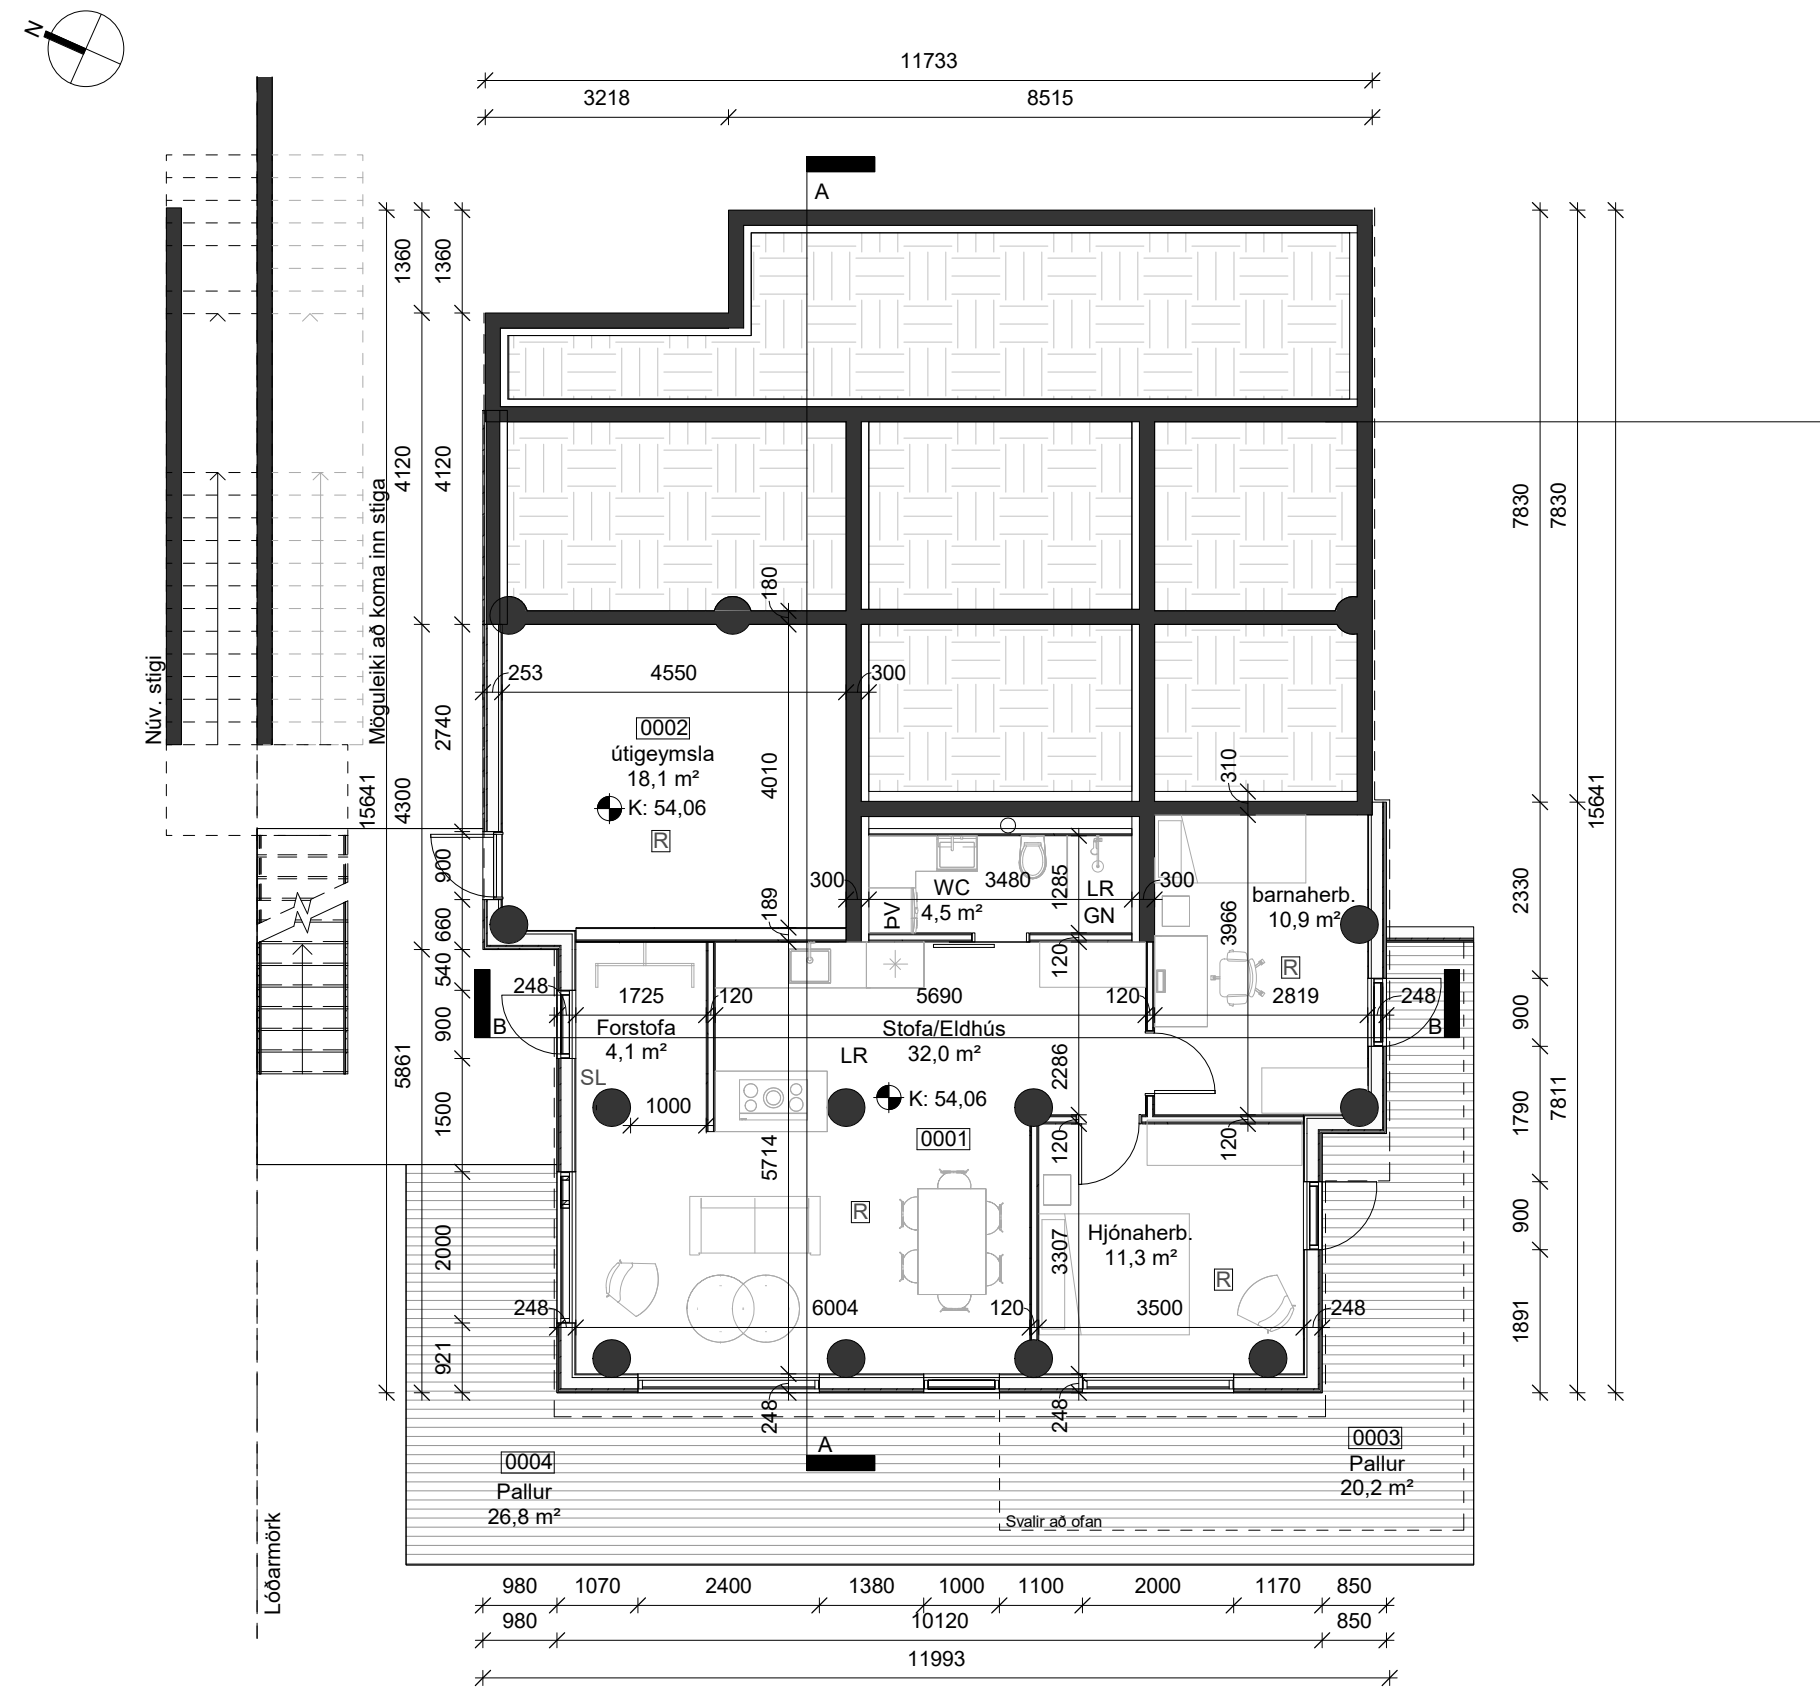 N
11733
3218
8515
A
1360
1360
4120
4120
7830
7830
Núv. stigi
Möguleiki að koma inn stiga
180
253
4550
300
2740
0002
útigeymsla
18,1 m²
K: 54,06
R
4010
310
15641
4300
15641
900
300
WC
4,5 m²
3480
1285
LR
GN
300
barnaherb.
10,9 m²
2330
ÞV
189
660
3966
R
540
120
248
1725
120
5690
120
2819
248
B
Forstofa
4,1 m²
Stofa/Eldhús
32,0 m²
B
900
900
SL
LR
2286
K: 54,06
5861
1000
1500
0001
5714
120
120
1790
7811
R
2000
Hjónaherb.
11,3 m²
3307
R
900
248
6004
120
3500
248
921
1891
248
248
A
0004
Pallur
26,8 m²
0003
Pallur
20,2 m²
Svalir að ofan
Lóðarmörk
980
1070
2400
1380
1000
1100
2000
1170
850
980
10120
850
11993